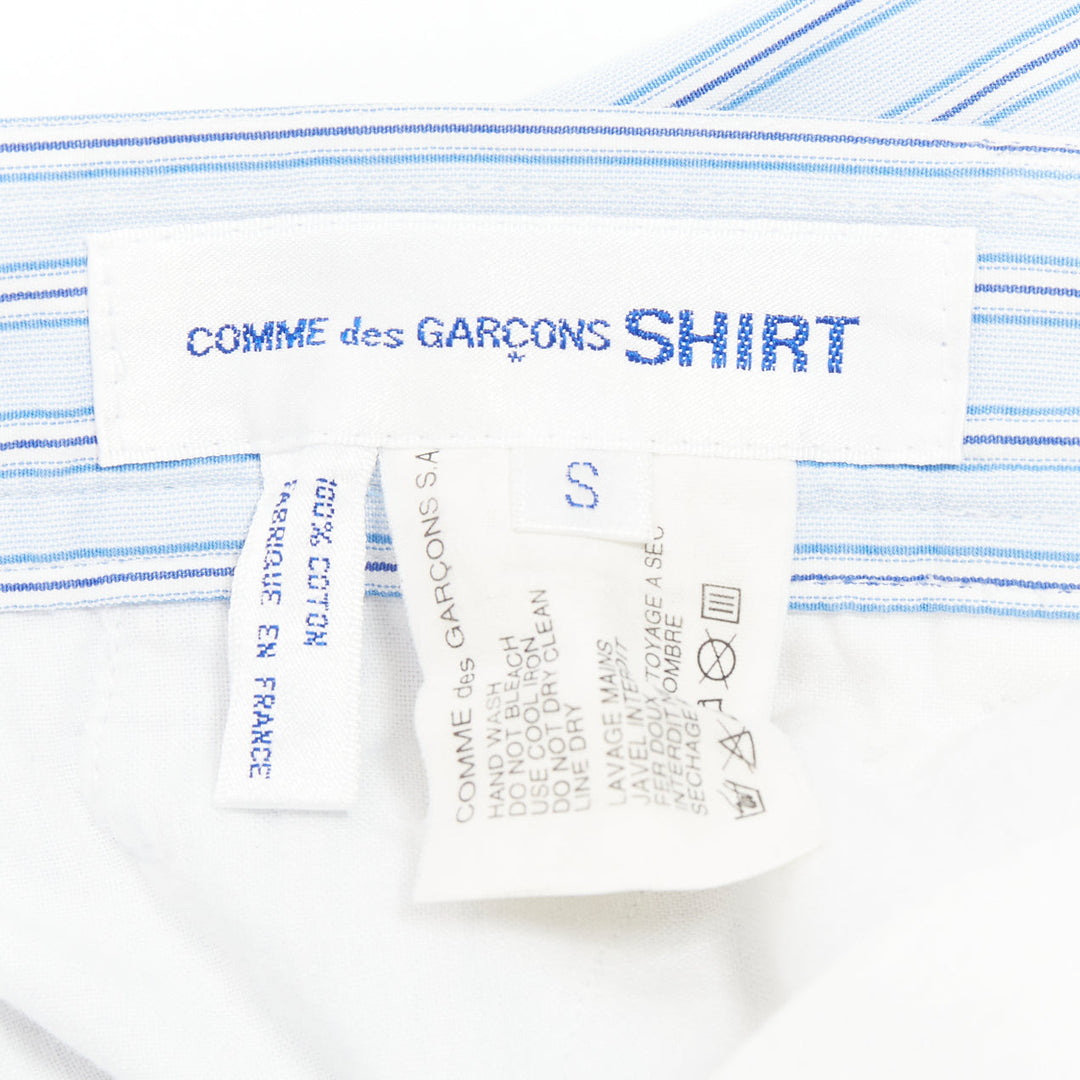 COMME des GARÇONS SHIRT
*
S
100% COTON
FABRIQUE EN FRANCE
COMME des GARÇONS S.A
HAND WASH
DO NOT BLEACH
USE COOL IRON
DO NOT DRY CLEAN
LINE DRY
LAVAGE MAINS
JAVEL INTERDIT
FER DOUX, TOYAGE A SEC
INTERDIT
SECHAGE OMBRE